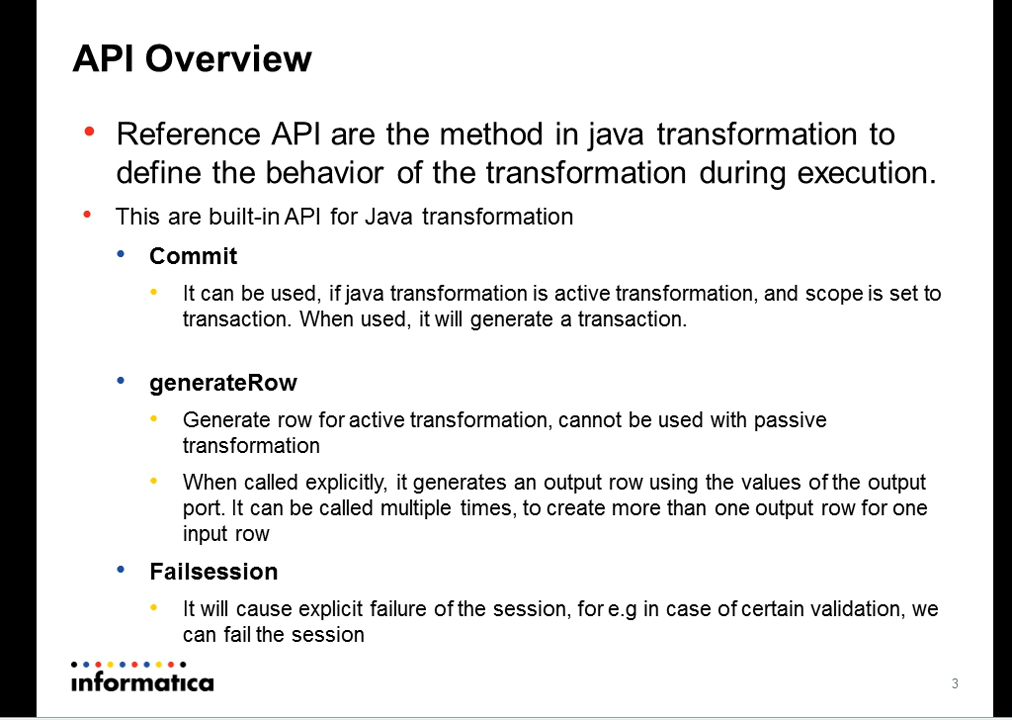 API Overview
• Reference API are the method in java transformation to
define the behavior of the transformation during execution.
• This are built-in API for Java transformation
• Commit
• It can be used, if java transformation is active transformation, and scope is set to
transaction. When used, it will generate a transaction.
• generateRow
• Generate row for active transformation, cannot be used with passive
transformation
• When called explicitly, it generates an output row using the values of the output
port. It can be called multiple times, to create more than one output row for one
input row
• Failsession
• It will cause explicit failure of the session, for e.g in case of certain validation, we
can fail the session
informatica
3